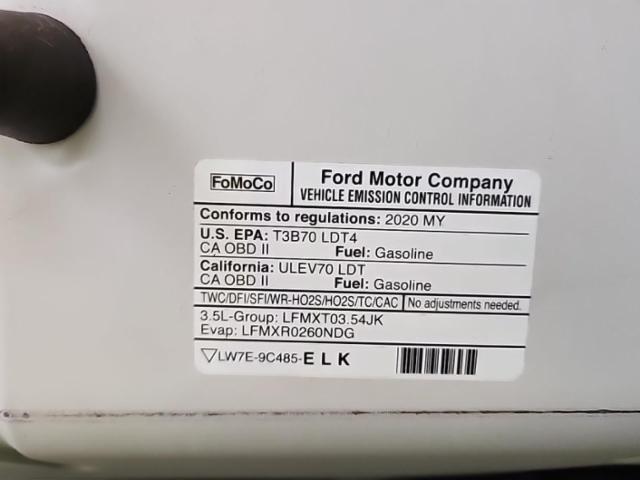 FoMoCo
Ford Motor Company
VEHICLE EMISSION CONTROL INFORMATION
Conforms to regulations: 2020 MY
U.S. EPA: T3B70 LDT4
CA OBD II Fuel: Gasoline
California: ULEV70 LDT
CA OBD II Fuel: Gasoline
TWC/DFI/SFI/WR-HO2S/HO2S/TC/CAC No adjustments needed.
3.5L-Group: LFMXT03.54JK
Evap: LFMXR0260NDG
LW7E-9C485-ELK